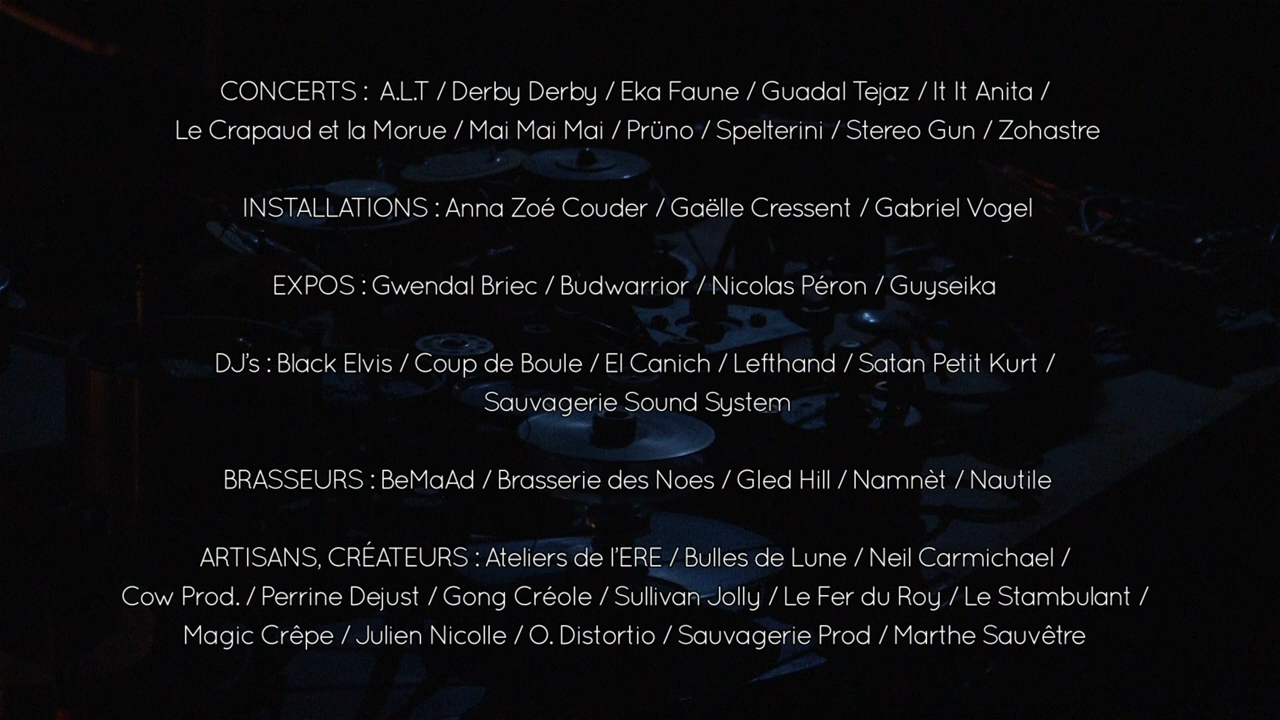 CONCERTS : A.L.T / Derby Derby / Eka Faune / Guadal Tejaz / It It Anita /
Le Crapaud et la Morue / Mai Mai Mai / Prüno / Spelterini / Stereo Gun / Zohastre
INSTALLATIONS : Anna Zoé Couder / Gaëlle Cressent / Gabriel Vogel
EXPOS : Gwendal Briec / Budwarrior / Nicolas Péron / Guyseika
DJ's : Black Elvis / Coup de Boule / El Canich / Lefthand / Satan Petit Kurt /
Sauvagerie Sound System
BRASSEURS : BeMaAd / Brasserie des Noes / Gled Hill / Namnèt / Nautile
ARTISANS, CRÉATEURS : Ateliers de l'ERE / Bulles de Lune / Neil Carmichael /
Cow Prod. / Perrine Dejust / Gong Créole / Sullivan Jolly / Le Fer du Roy / Le Stambulant /
Magic Crêpe / Julien Nicolle / O. Distortio / Sauvagerie Prod / Marthe Sauvêtre